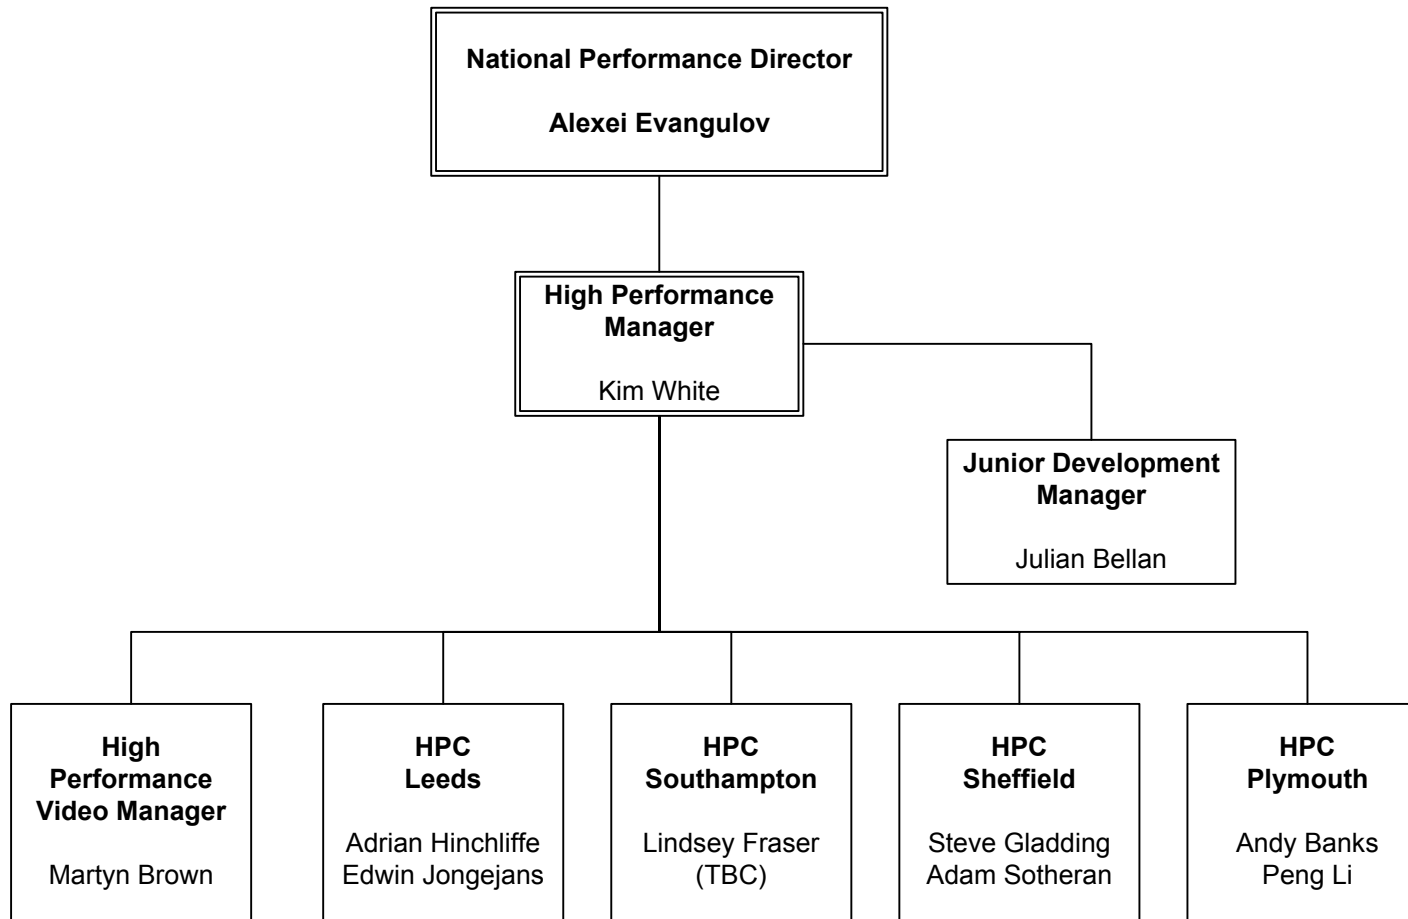 National Performance Director
Alexei Evangulov
High Performance
Manager
Kim White
Junior Development
Manager
Julian Bellan
High
Performance
Video Manager
Martyn Brown
HPC
Leeds
Adrian Hinchliffe
Edwin Jongejans
HPC
Southampton
Lindsey Fraser
(TBC)
HPC
Sheffield
Steve Gladding
Adam Sotheran
HPC
Plymouth
Andy Banks
Peng Li